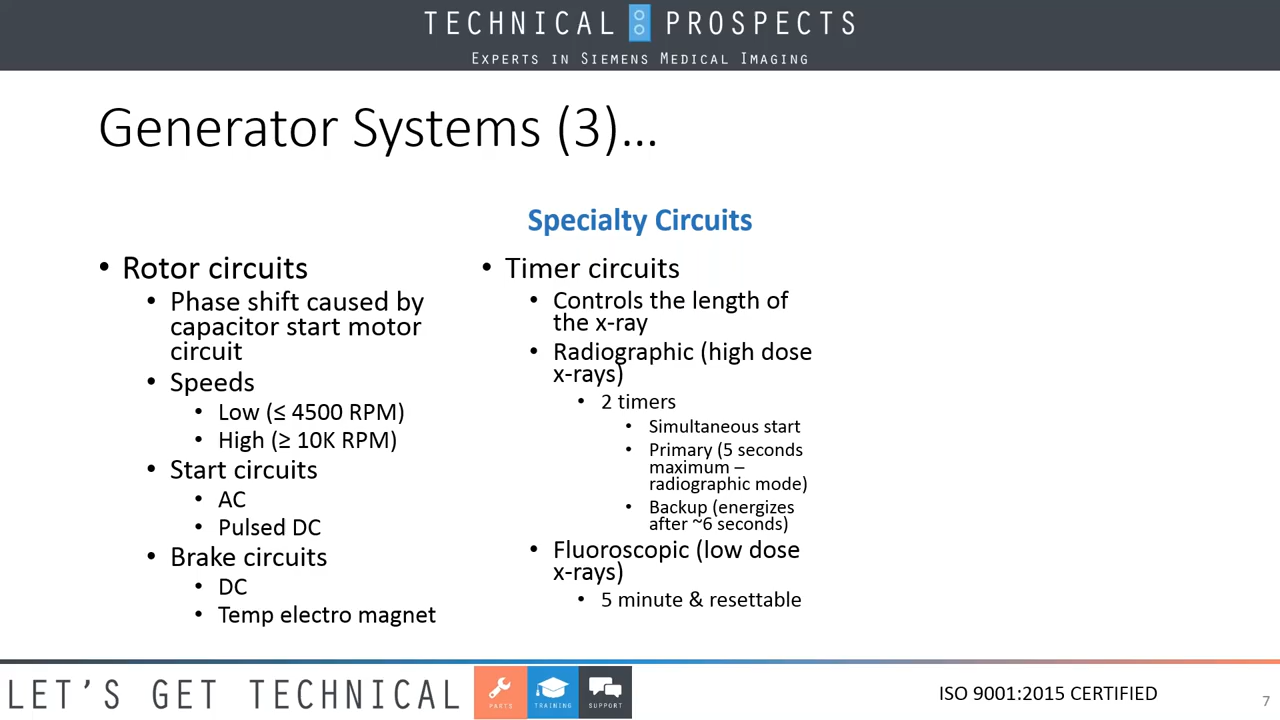 TECHNICAL PROSPECTS
EXPERTS IN SIEMENS MEDICAL IMAGING
Generator Systems (3)…
Specialty Circuits
• Rotor circuits
• Phase shift caused by
capacitor start motor
circuit
• Speeds
• Low (≤ 4500 RPM)
• High (≥ 10K RPM)
• Start circuits
• AC
• Pulsed DC
• Brake circuits
• DC
• Temp electro magnet
• Timer circuits
• Controls the length of
the x-ray
• Radiographic (high dose
x-rays)
• 2 timers
• Simultaneous start
• Primary (5 seconds
maximum –
radiographic mode)
• Backup (energizes
after ~6 seconds)
• Fluoroscopic (low dose
x-rays)
• 5 minute & resettable
LET'S GET TECHNICAL
PARTS
TRAINING
SUPPORT
ISO 9001:2015 CERTIFIED
7